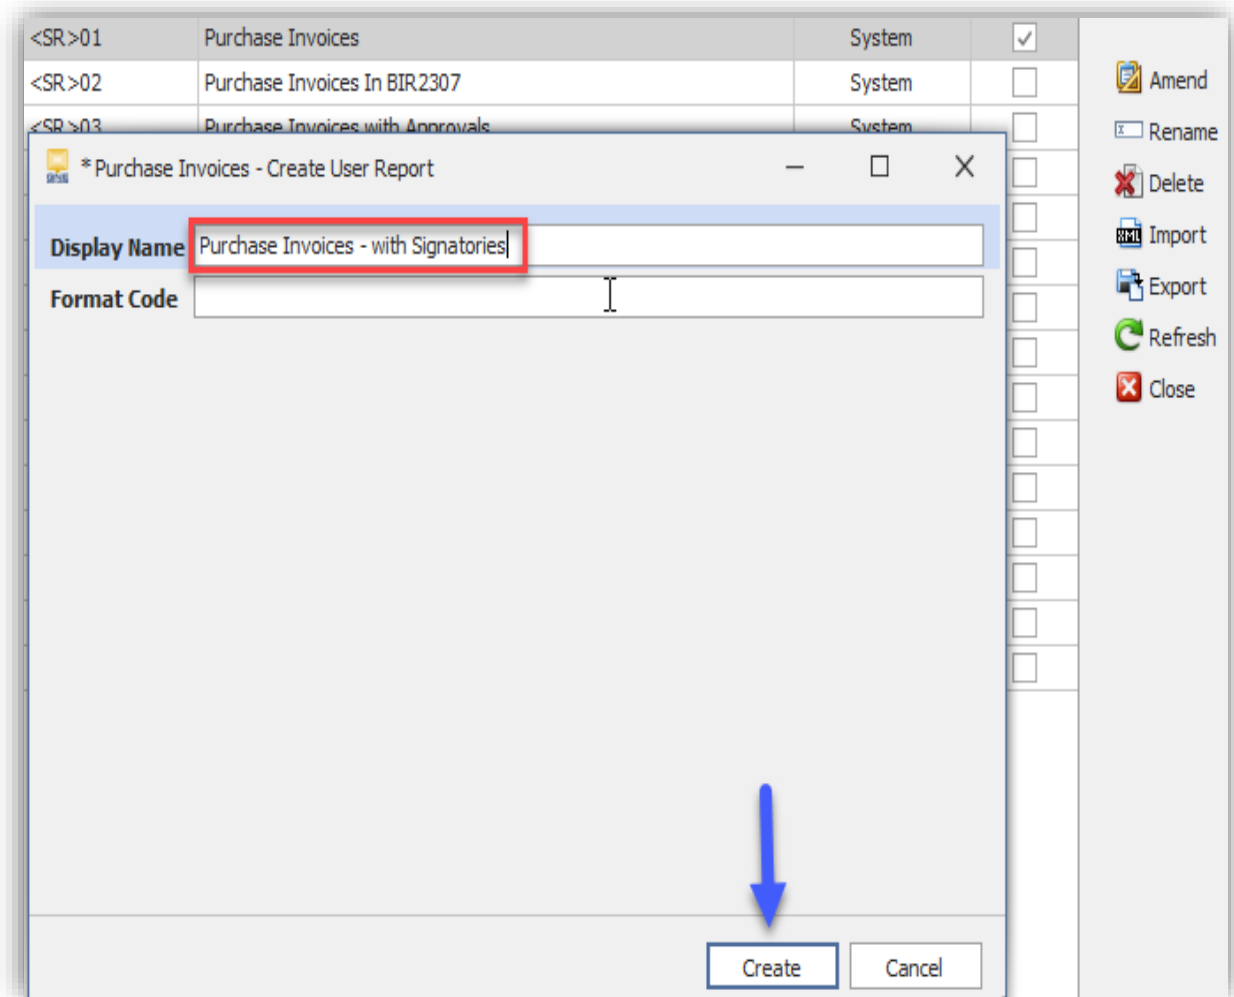 <SR>01 Purchase Invoices System
<SR>02 Purchase Invoices In BIR2307 System
<SR>03 Purchase Invoices with Approvals System
* Purchase Invoices - Create User Report
Display Name Purchase Invoices - with Signatories
Format Code
Create Cancel
Amend
Rename
Delete
Import
Export
Refresh
Close